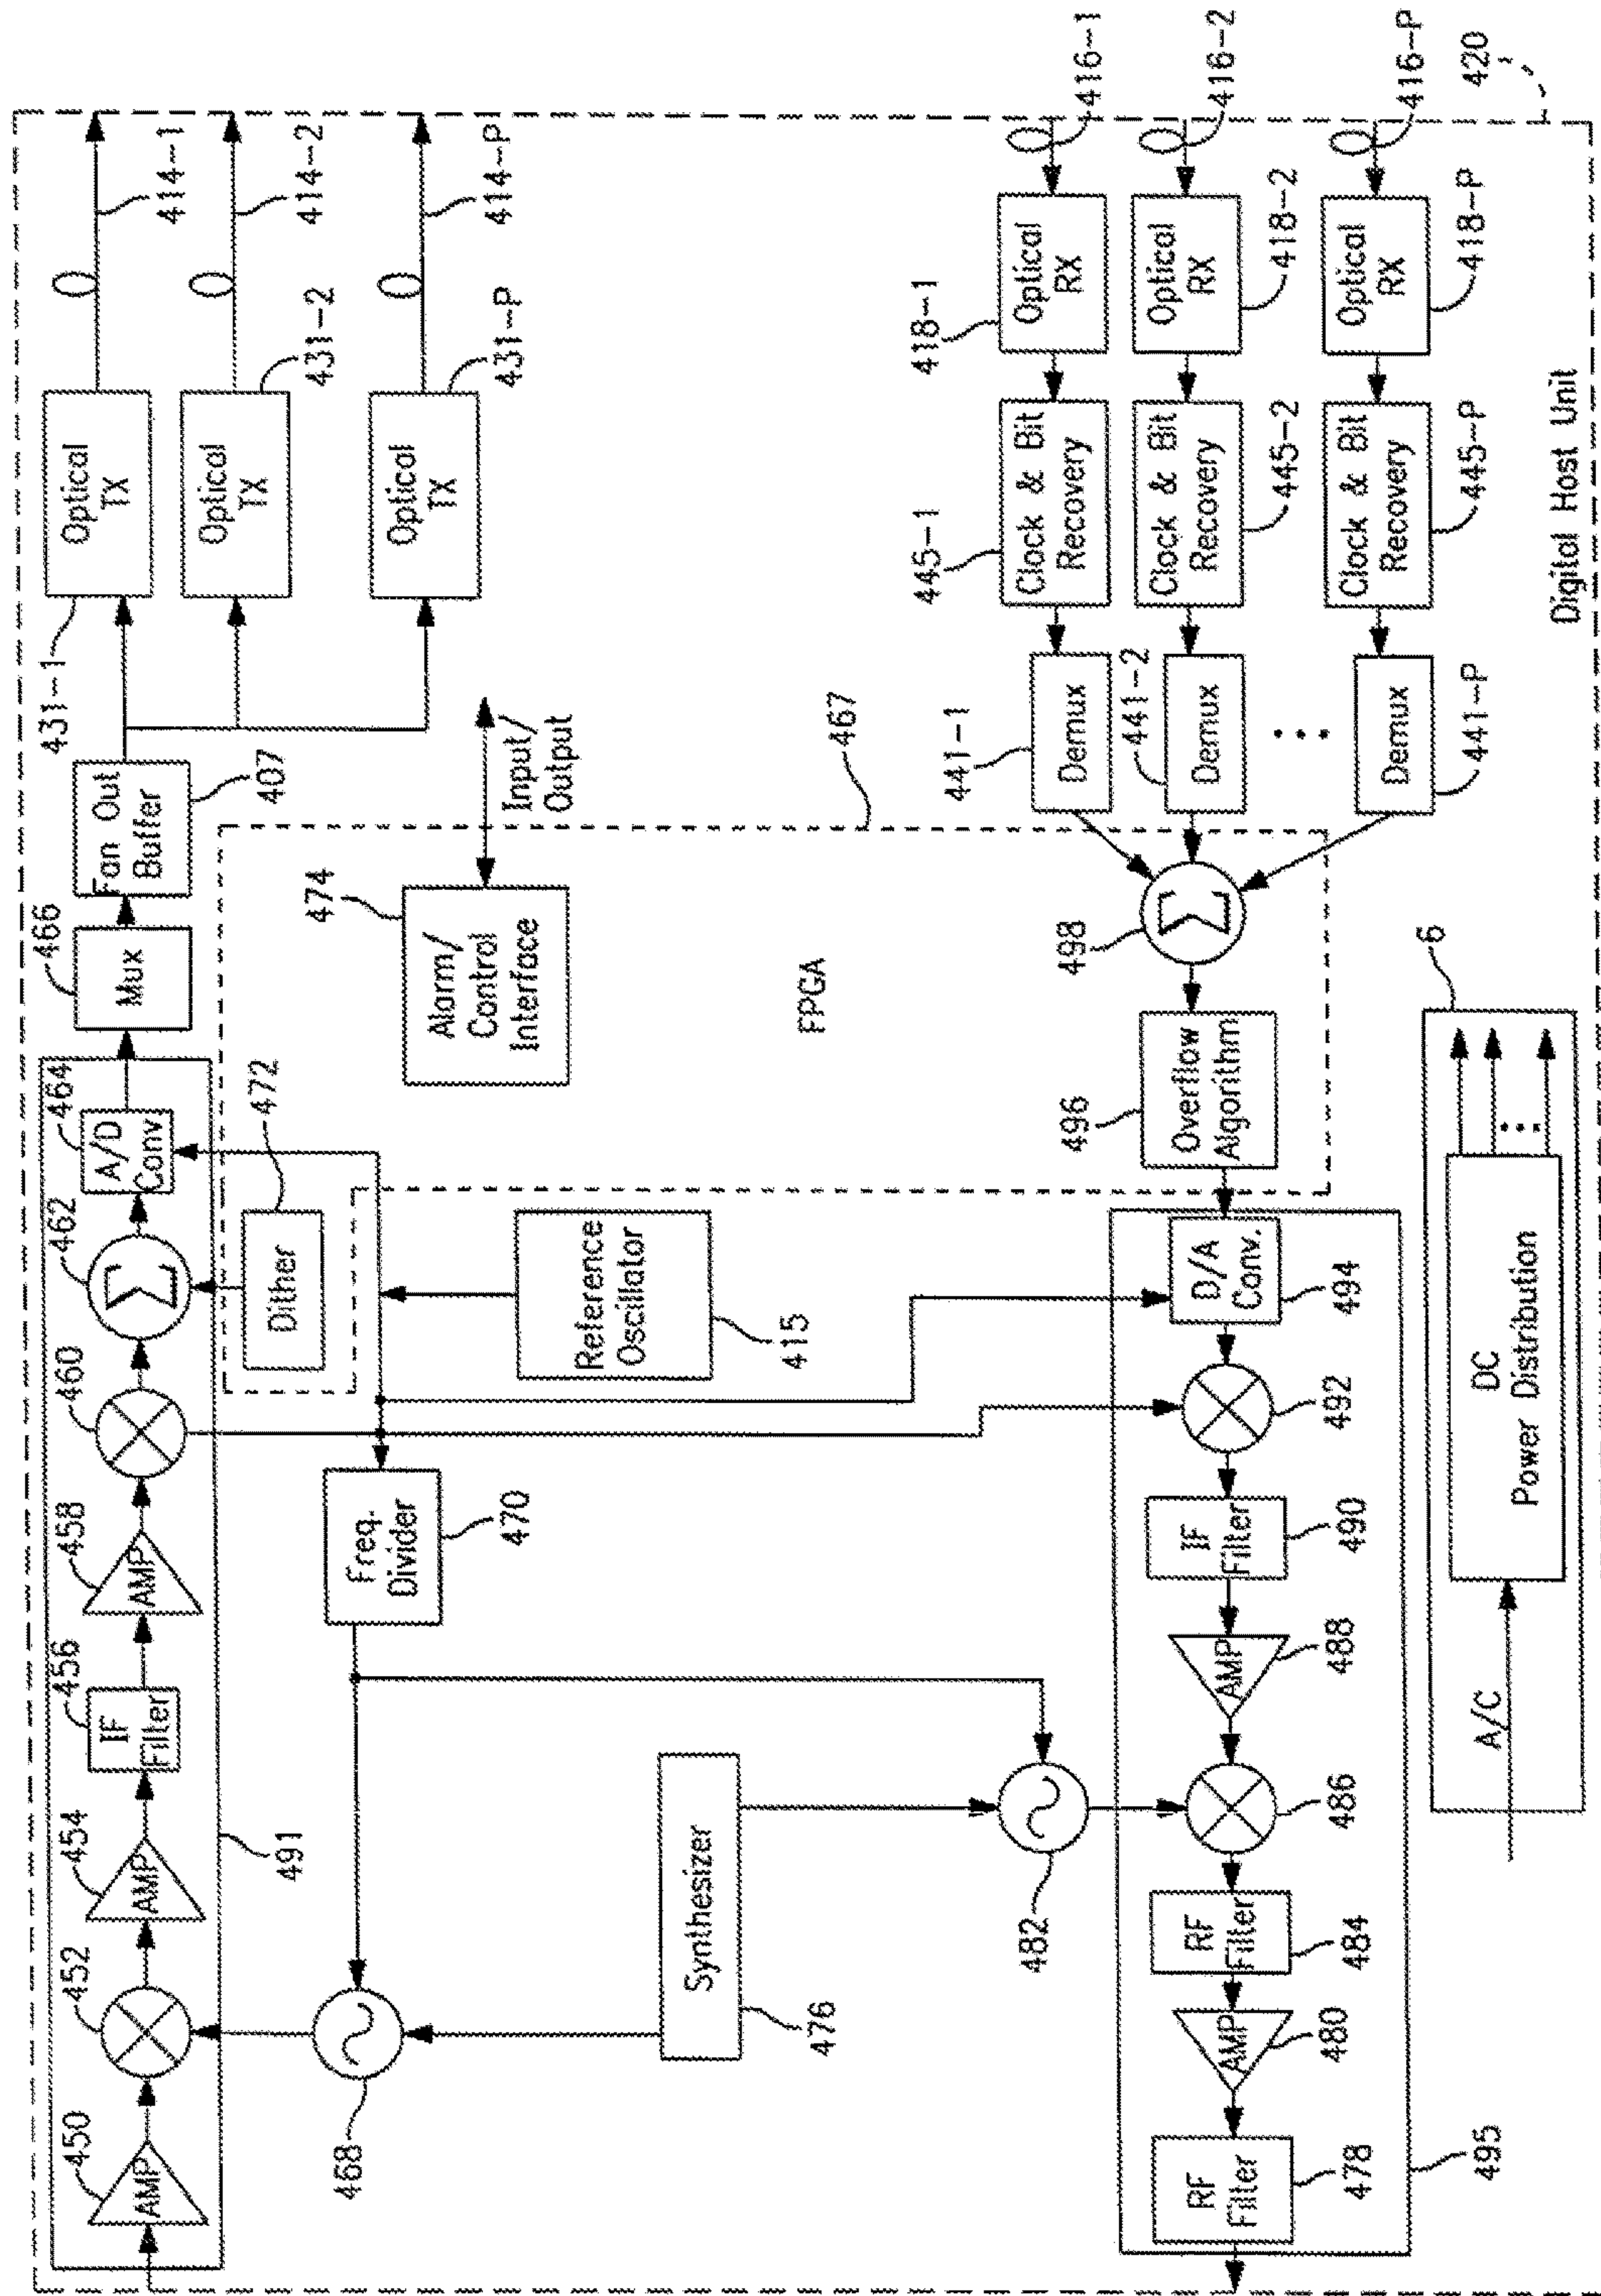 450
AMP
452
454
AMP
456
IF
Filter
458
AMP
460
462
464
A/D
Conv
466
Mux
Fan Out
Buffer
407
431-1
Optical
TX
414-1
Optical
TX
431-2
414-2
Optical
TX
431-P
414-P
491
472
Dither
468
Freq.
Divider
470
Reference
Oscillator
415
474
Alarm/
Control
Interface
Input/
Output
Synthesizer
476
FPGA
467
482
498
496
Overflow
Algorithm
441-1
Demux
445-1
Clock & Bit
Recovery
418-1
Optical
RX
416-1
441-2
Demux
Clock & Bit
Recovery
445-2
Optical
RX
418-2
416-2
Demux
441-P
Clock & Bit
Recovery
445-P
Optical
RX
418-P
416-P
RF
Filter
478
AMP
480
RF
Filter
484
486
AMP
488
IF
Filter
490
492
D/A
Conv.
494
495
A/C
DC
Power Distribution
6
Digital Host Unit
420